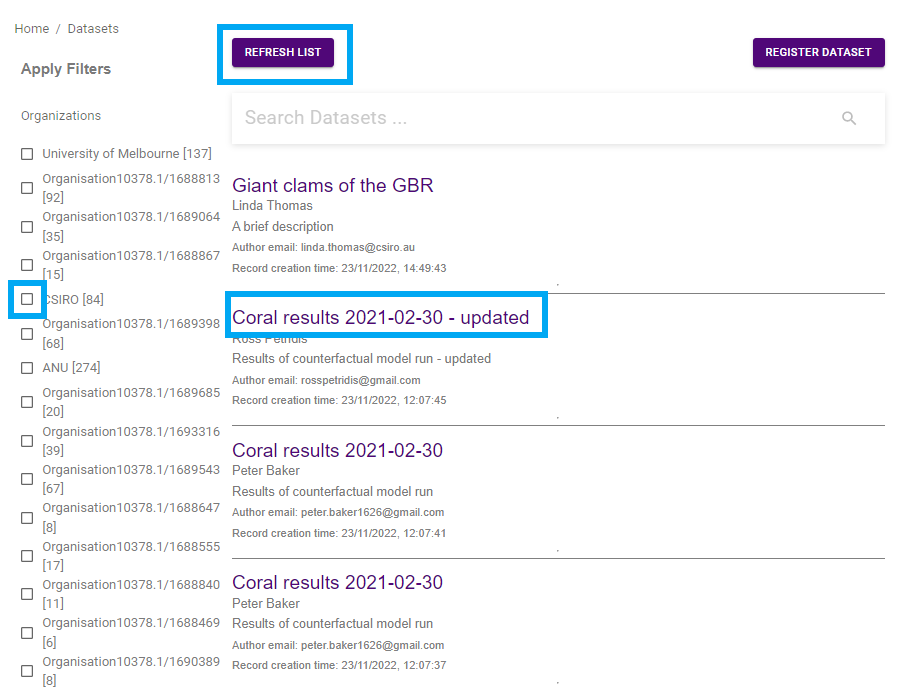 Home / Datasets
Apply Filters
Organizations
University of Melbourne [137]
Organisation10378.1/1688813
[92]
Organisation10378.1/1689064
[35]
Organisation10378.1/1688867
[15]
CSIRO [84]
Organisation10378.1/1689398
[68]
ANU [274]
Organisation10378.1/1689685
[20]
Organisation10378.1/1693316
[39]
Organisation10378.1/1689543
[67]
Organisation10378.1/1688647
[8]
Organisation10378.1/1688555
[17]
Organisation10378.1/1688840
[11]
Organisation10378.1/1688469
[6]
Organisation10378.1/1690389
[8]
REFRESH LIST
REGISTER DATASET
Search Datasets ...
Giant clams of the GBR
Linda Thomas
A brief description
Author email: linda.thomas@csiro.au
Record creation time: 23/11/2022, 14:49:43
Coral results 2021-02-30 - updated
Ross Petridis
Results of counterfactual model run - updated
Author email: rosspetridis@gmail.com
Record creation time: 23/11/2022, 12:07:45
Coral results 2021-02-30
Peter Baker
Results of counterfactual model run
Author email: peter.baker1626@gmail.com
Record creation time: 23/11/2022, 12:07:41
Coral results 2021-02-30
Peter Baker
Results of counterfactual model run
Author email: peter.baker1626@gmail.com
Record creation time: 23/11/2022, 12:07:37